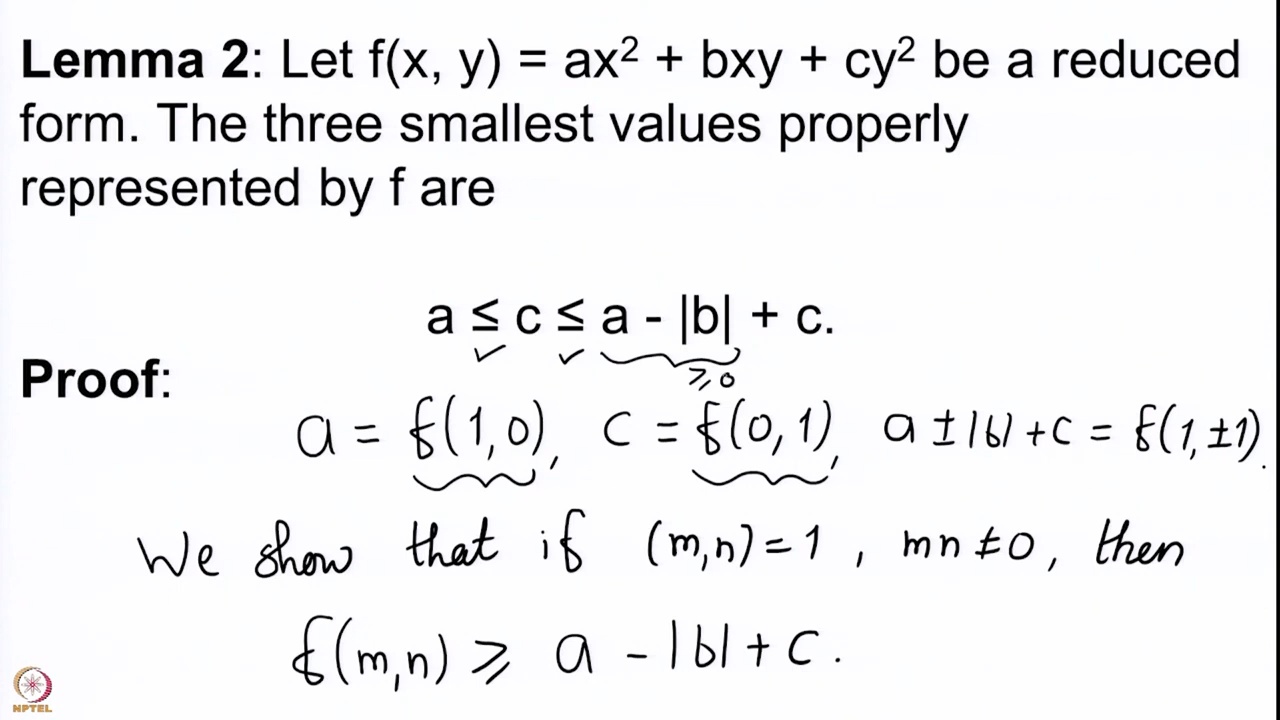 Lemma 2: Let f(x, y) = ax² + bxy + cy² be a reduced
form. The three smallest values properly
represented by f are
a ≤ c ≤ a - |b| + c.
≥ 0
Proof:
a = f(1,0), c = f(0,1), a ± |b| + c = f(1,±1).
We show that if (m,n) = 1, mn ≠ 0, then
f(m,n) ≥ a - |b| + c.
NPTEL